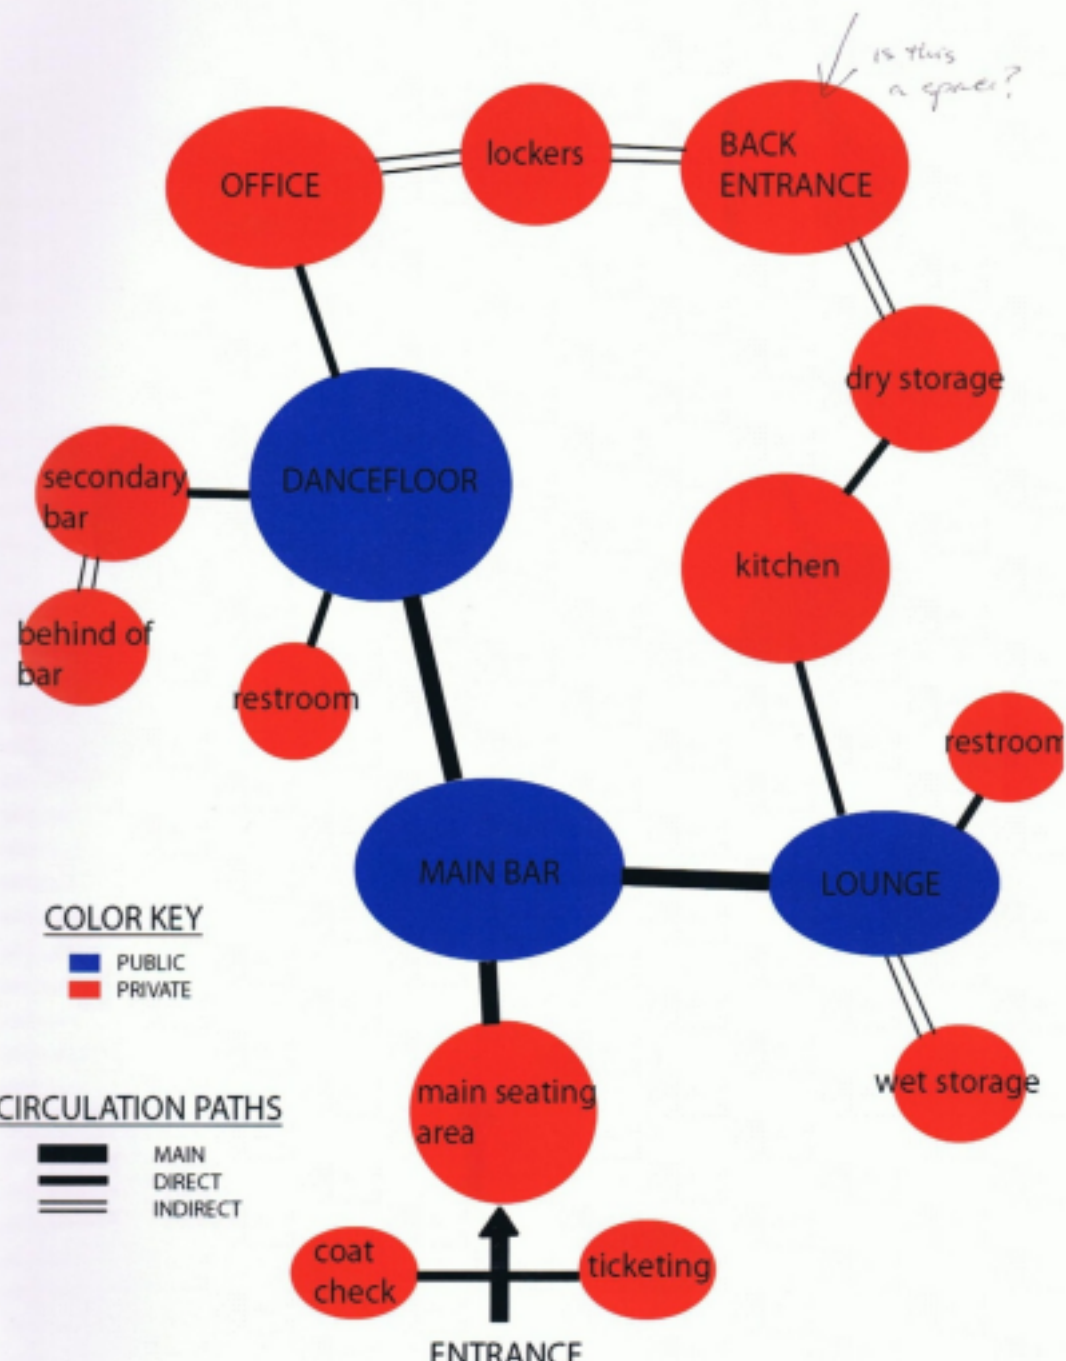 is this
a space?
OFFICE
lockers
BACK
ENTRANCE
dry storage
secondary
bar
DANCEFLOOR
kitchen
behind of
bar
restroom
restroom
MAIN BAR
LOUNGE
COLOR KEY
PUBLIC
PRIVATE
main seating
area
wet storage
CIRCULATION PATHS
MAIN
DIRECT
INDIRECT
coat
check
ticketing
ENTRANCE